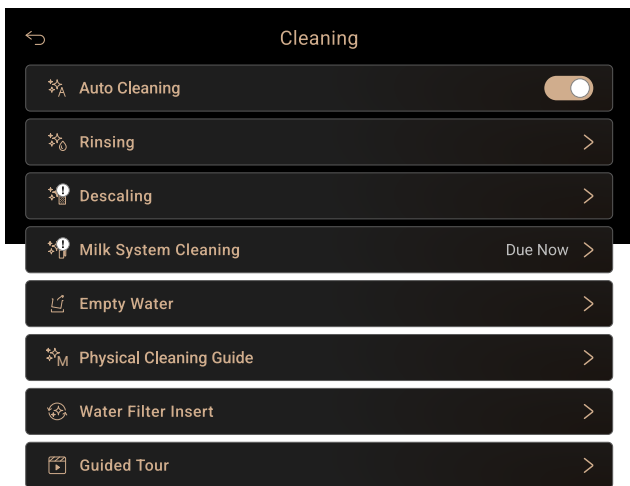 Cleaning
Auto Cleaning
Rinsing
Descaling
Milk System Cleaning Due Now
Empty Water
Physical Cleaning Guide
Water Filter Insert
Guided Tour